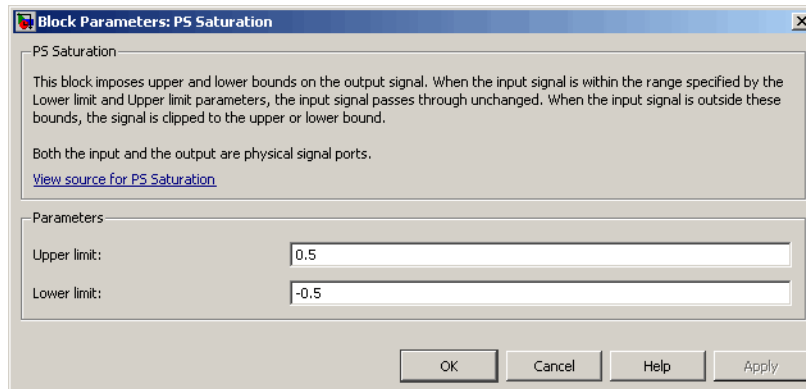 Block Parameters: PS Saturation
PS Saturation
This block imposes upper and lower bounds on the output signal. When the input signal is within the range specified by the
Lower limit and Upper limit parameters, the input signal passes through unchanged. When the input signal is outside these
bounds, the signal is clipped to the upper or lower bound.
Both the input and the output are physical signal ports.
View source for PS Saturation
Parameters
Upper limit: 0.5
Lower limit: -0.5
OK Cancel Help Apply